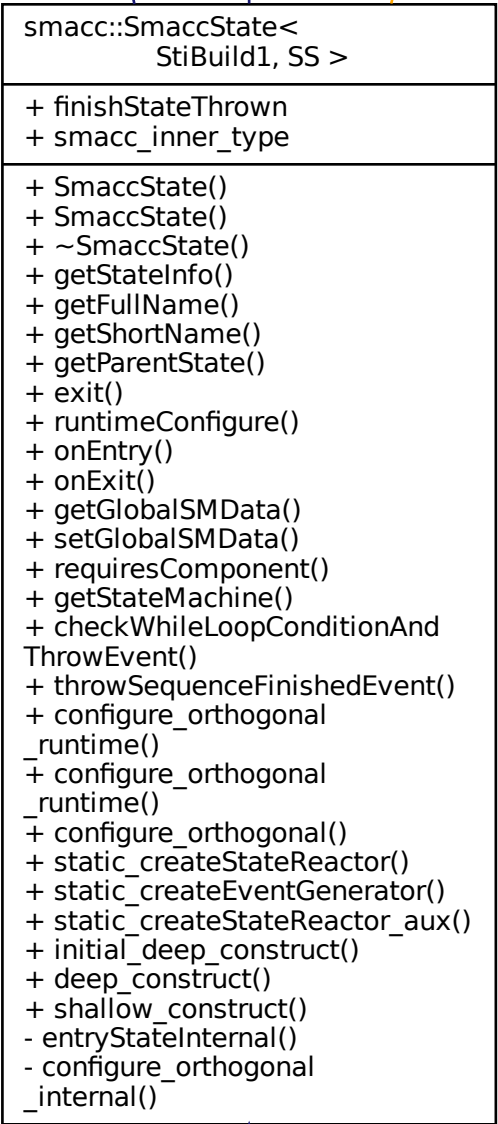 smacc::SmaccState<
StiBuild1, SS >
+ finishStateThrown
+ smacc_inner_type
+ SmaccState()
+ SmaccState()
+ ~SmaccState()
+ getStateInfo()
+ getFullName()
+ getShortName()
+ getParentState()
+ exit()
+ runtimeConfigure()
+ onEntry()
+ onExit()
+ getGlobalSMData()
+ setGlobalSMData()
+ requiresComponent()
+ getStateMachine()
+ checkWhileLoopConditionAnd
ThrowEvent()
+ throwSequenceFinishedEvent()
+ configure_orthogonal
_runtime()
+ configure_orthogonal
_runtime()
+ configure_orthogonal()
+ static_createStateReactor()
+ static_createEventGenerator()
+ static_createStateReactor_aux()
+ initial_deep_construct()
+ deep_construct()
+ shallow_construct()
- entryStateInternal()
- configure_orthogonal
_internal()